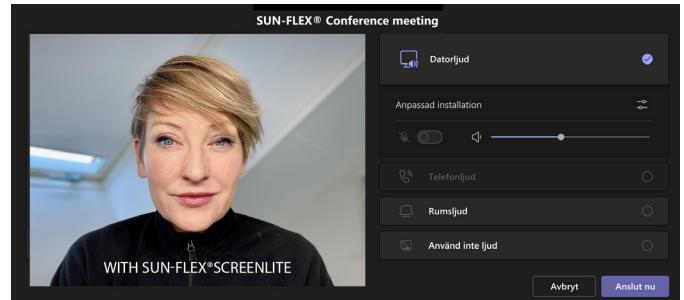 SUN-FLEX® Conference meeting
Datorljud
Anpassad installation
Telefonljud
Rumsljud
Använd inte ljud
WITH SUN-FLEX®SCREENLITE
Avbryt
Anslut nu